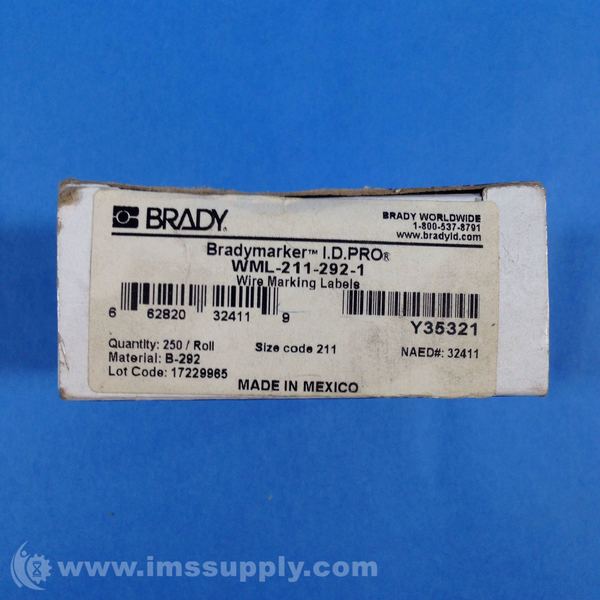 BRADY.
BRADY WORLDWIDE
1-800-537-8791
www.bradyid.com
Bradymarker™ I.D.PRO®
WML-211-292-1
Wire Marking Labels
6 62820 32411 9
Y35321
Quantity: 250 / Roll
Size code 211
NAED#: 32411
Material: B-292
Lot Code: 17229965
MADE IN MEXICO
www.imssupply.com